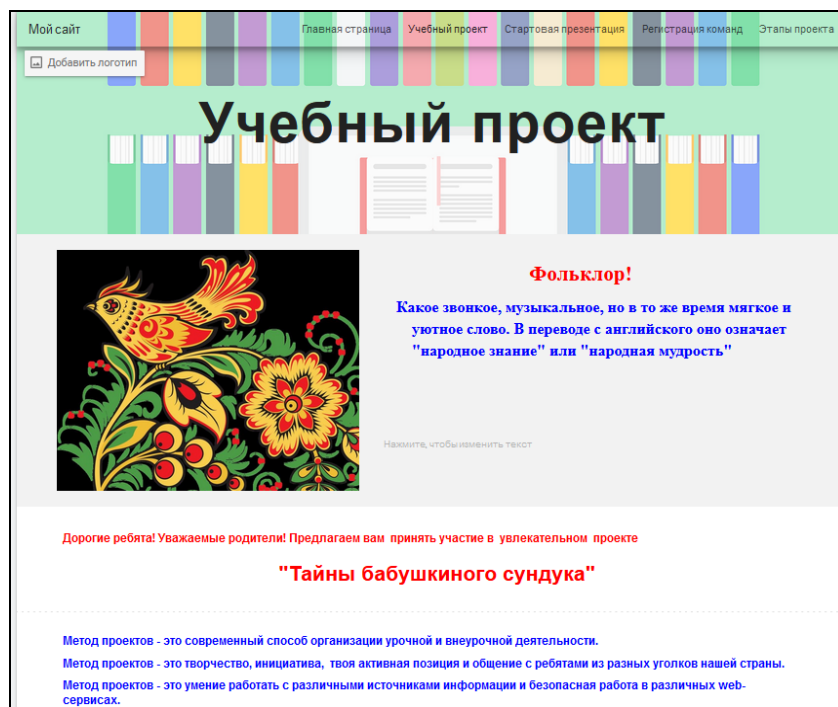 Мой сайт
Главная страница Учебный проект Стартовая презентация Регистрация команд Этапы проекта
Добавить логотип
Учебный проект
Фольклор!
Какое звонкое, музыкальное, но в то же время мягкое и
уютное слово. В переводе с английского оно означает
"народное знание" или "народная мудрость"
Нажмите, чтобы изменить текст
Дорогие ребята! Уважаемые родители! Предлагаем вам принять участие в увлекательном проекте
"Тайны бабушкиного сундука"
Метод проектов - это современный способ организации урочной и внеурочной деятельности.
Метод проектов - это творчество, инициатива, твоя активная позиция и общение с ребятами из разных уголков нашей страны.
Метод проектов - это умение работать с различными источниками информации и безопасная работа в различных web-
сервисах.